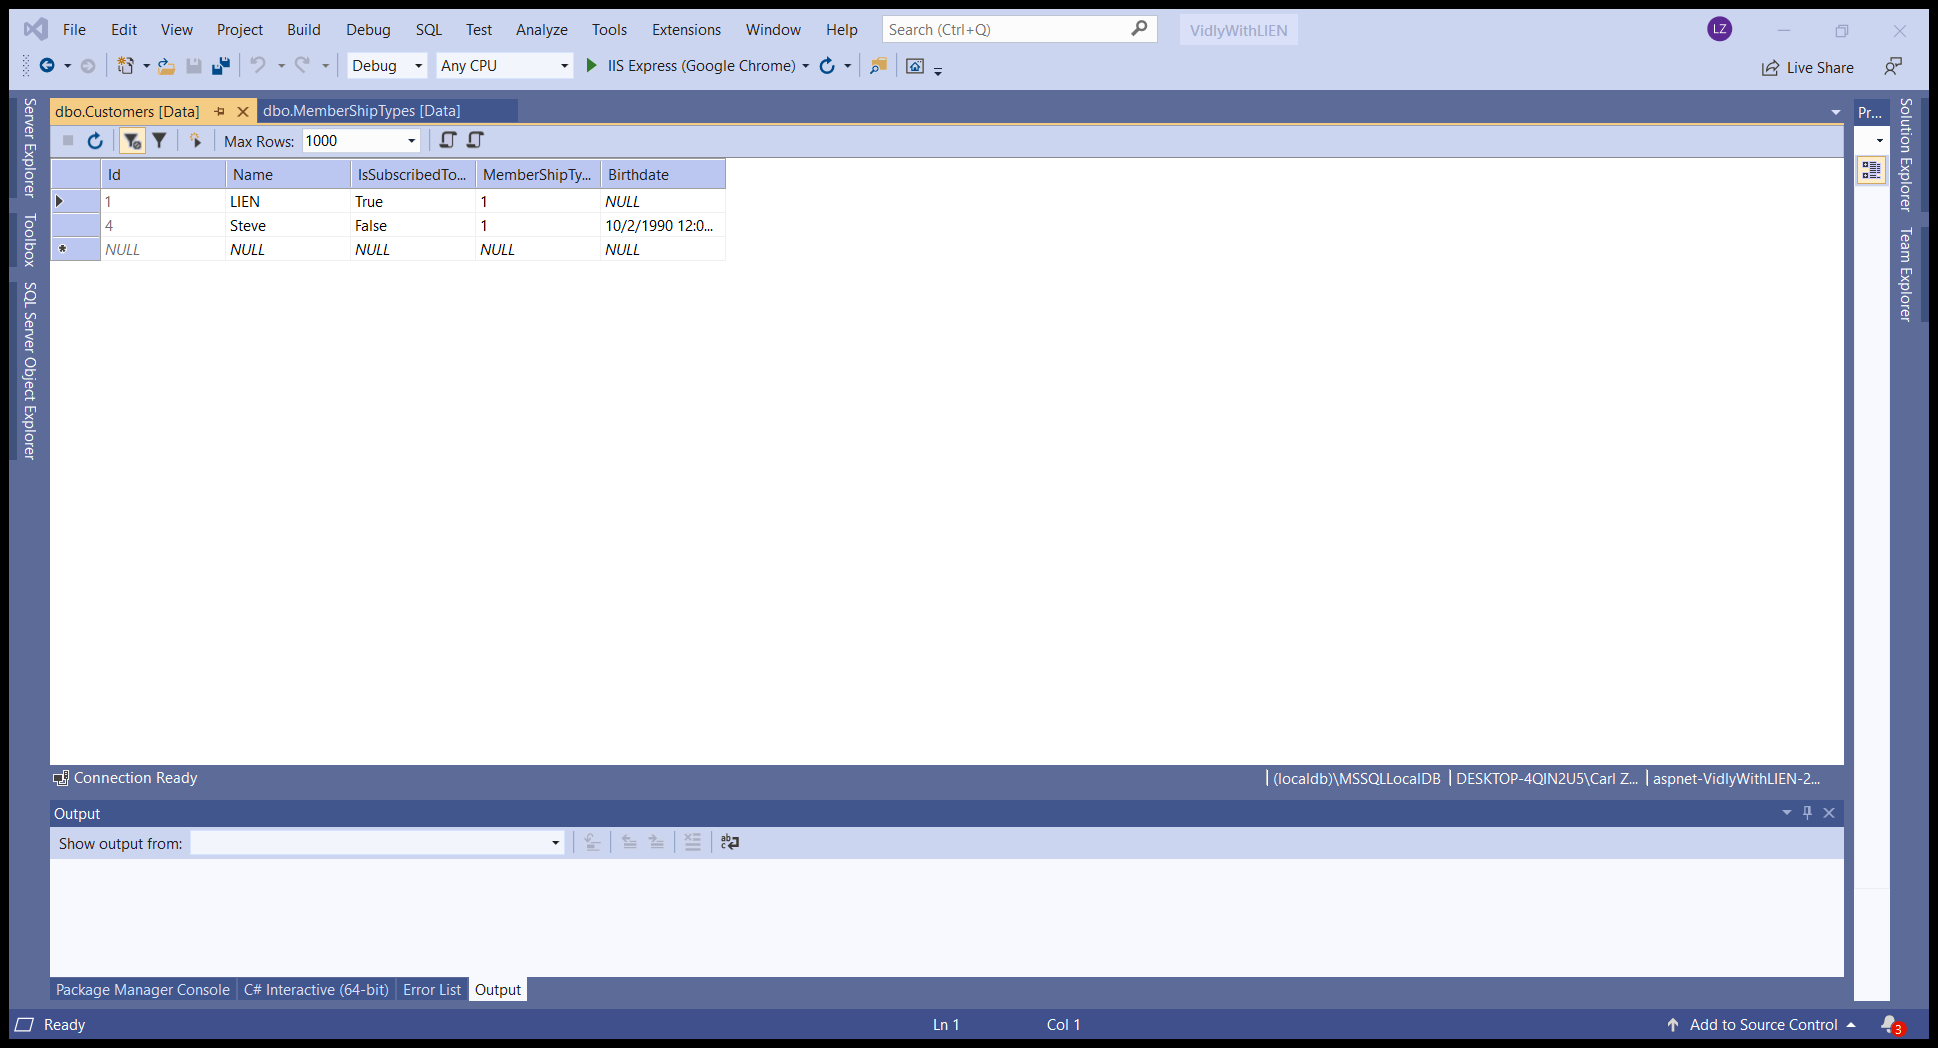 File Edit View Project Build Debug SQL Test Analyze Tools Extensions Window Help Search (Ctrl+Q) VidlyWithLIEN LZ
Debug Any CPU IIS Express (Google Chrome) Live Share
Server Explorer
Toolbox
SQL Server Object Explorer
dbo.Customers [Data] dbo.MemberShipTypes [Data]
Max Rows: 1000
Id Name IsSubscribedTo... MemberShipTy... Birthdate
1 LIEN True 1 NULL
4 Steve False 1 10/2/1990 12:0...
* NULL NULL NULL NULL NULL
Pr...
Solution Explorer
Team Explorer
Connection Ready (localdb)\MSSQLLocalDB DESKTOP-4QIN2U5\Carl Z... aspnet-VidlyWithLIEN-2...
Output
Show output from:
Package Manager Console C# Interactive (64-bit) Error List Output
Ready Ln 1 Col 1 Add to Source Control 3